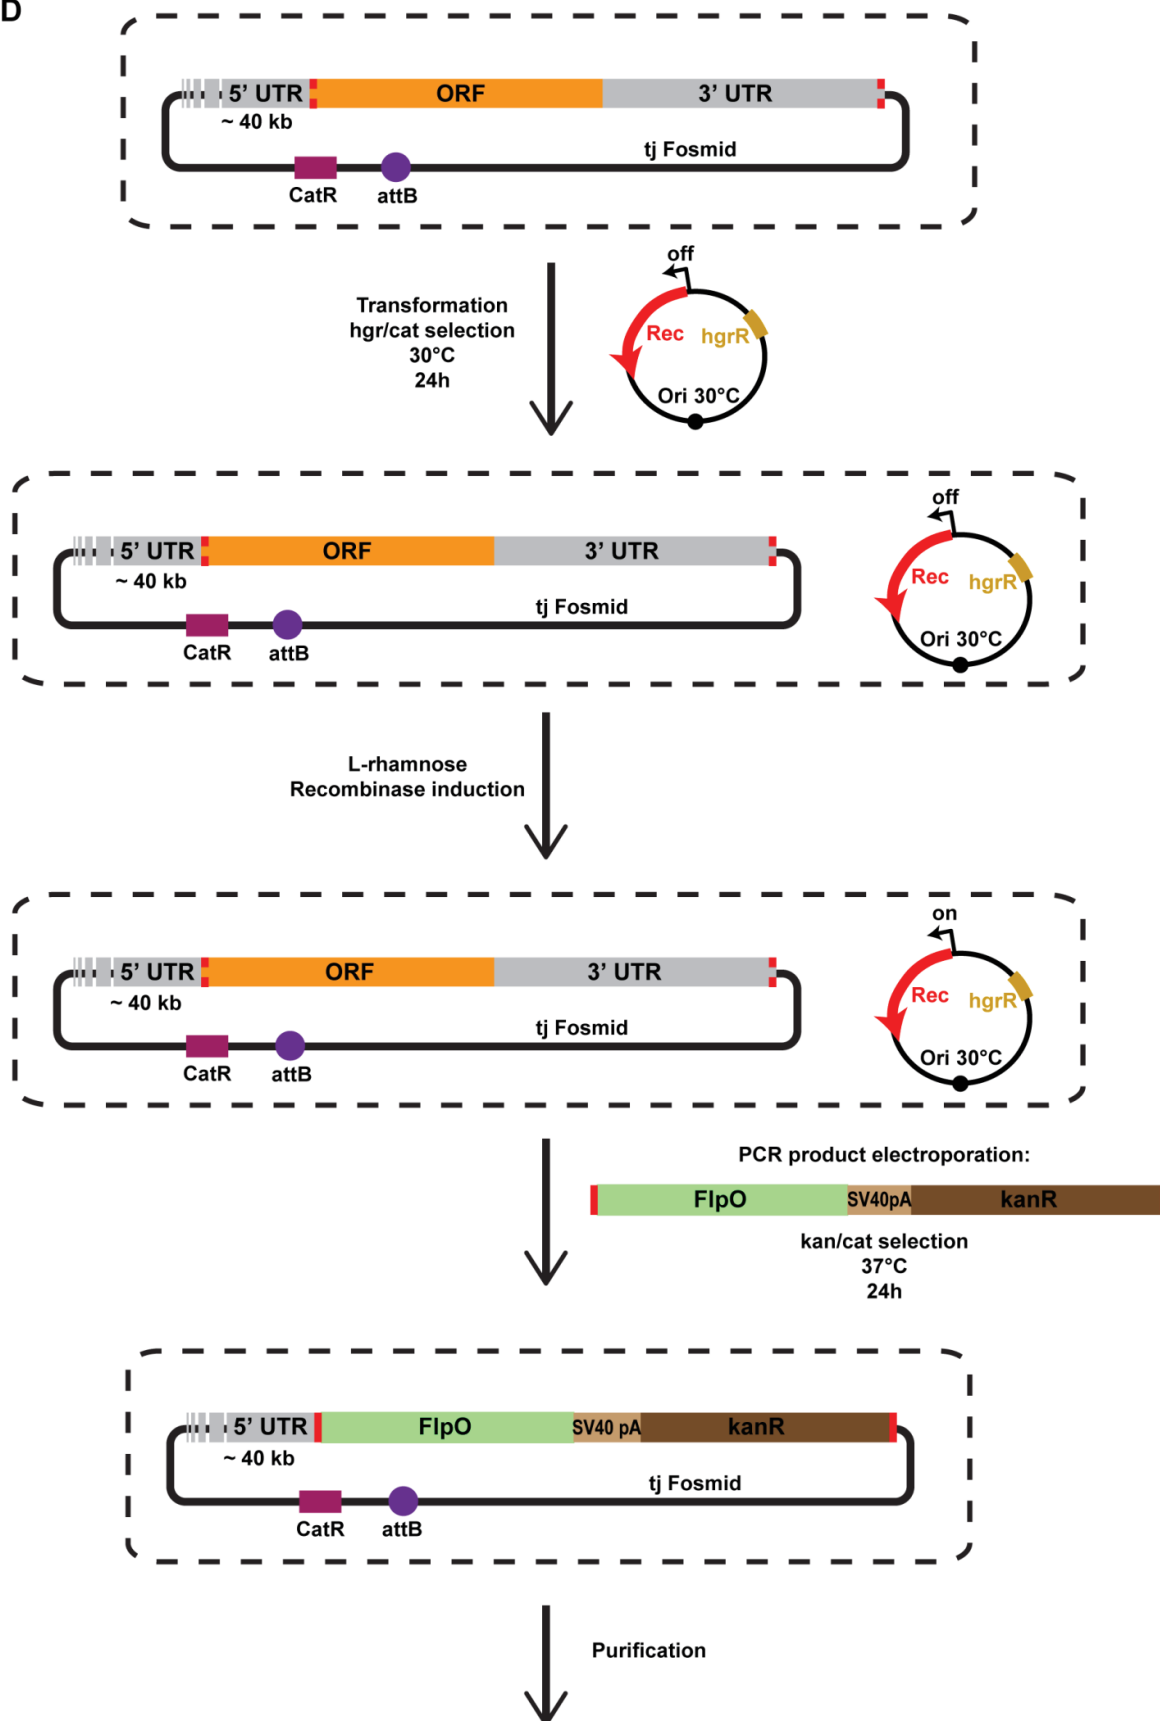 D
5’ UTR ORF 3’ UTR
~ 40 kb
tj Fosmid
CatR attB
off
Transformation
hgr/cat selection
30°C
24h
Rec hgrR
Ori 30°C
off
5’ UTR ORF 3’ UTR
~ 40 kb
tj Fosmid
CatR attB
Rec hgrR
Ori 30°C
L-rhamnose
Recombinase induction
on
5’ UTR ORF 3’ UTR
~ 40 kb
tj Fosmid
CatR attB
Rec hgrR
Ori 30°C
PCR product electroporation:
FlpO SV40pA kanR
kan/cat selection
37°C
24h
5’ UTR FlpO SV40 pA kanR
~ 40 kb
tj Fosmid
CatR attB
Purification